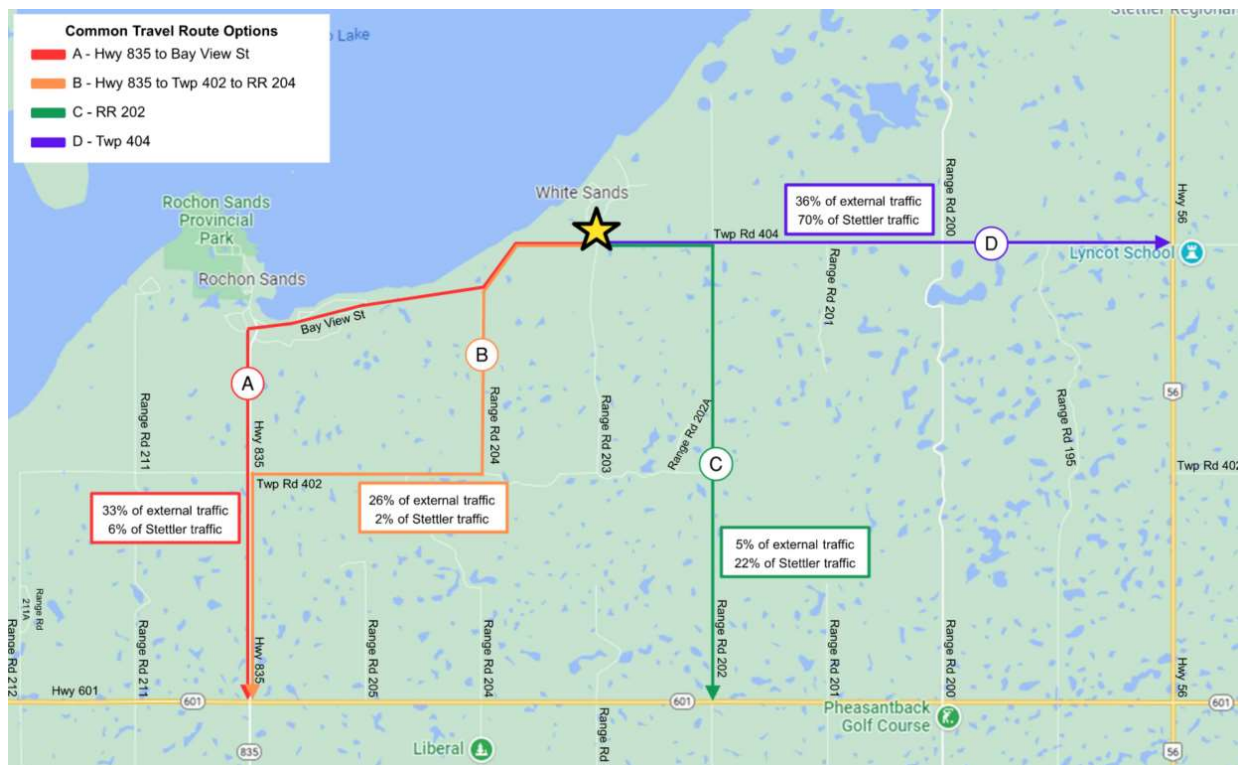 Common Travel Route Options
A - Hwy 835 to Bay View St
B - Hwy 835 to Twp 402 to RR 204
C - RR 202
D - Twp 404
Lake
Stettler Regional
White Sands
36% of external traffic
70% of Stettler traffic
Range Rd 200
Hwy 56
Rochon Sands
Provincial
Park
Twp Rd 404
D
Lyncot School
Rochon Sands
Range Rd 201
Bay View St
B
A
Range Rd 211
Hwy 835
Range Rd 204
Range Rd 203
Range Rd 202A
C
Range Rd 195
56
Twp Rd 402
Twp Rd 402
33% of external traffic
6% of Stettler traffic
26% of external traffic
2% of Stettler traffic
5% of external traffic
22% of Stettler traffic
Range Rd
211A
Range Rd 212
Range Rd 211
Hwy 835
Range Rd 205
Range Rd 204
Range Rd 202
Range Rd 201
Range Rd 200
Hwy 56
Hwy 601
601
601
601
Range Rd
Pheasantback
Golf Course
835
Liberal
56